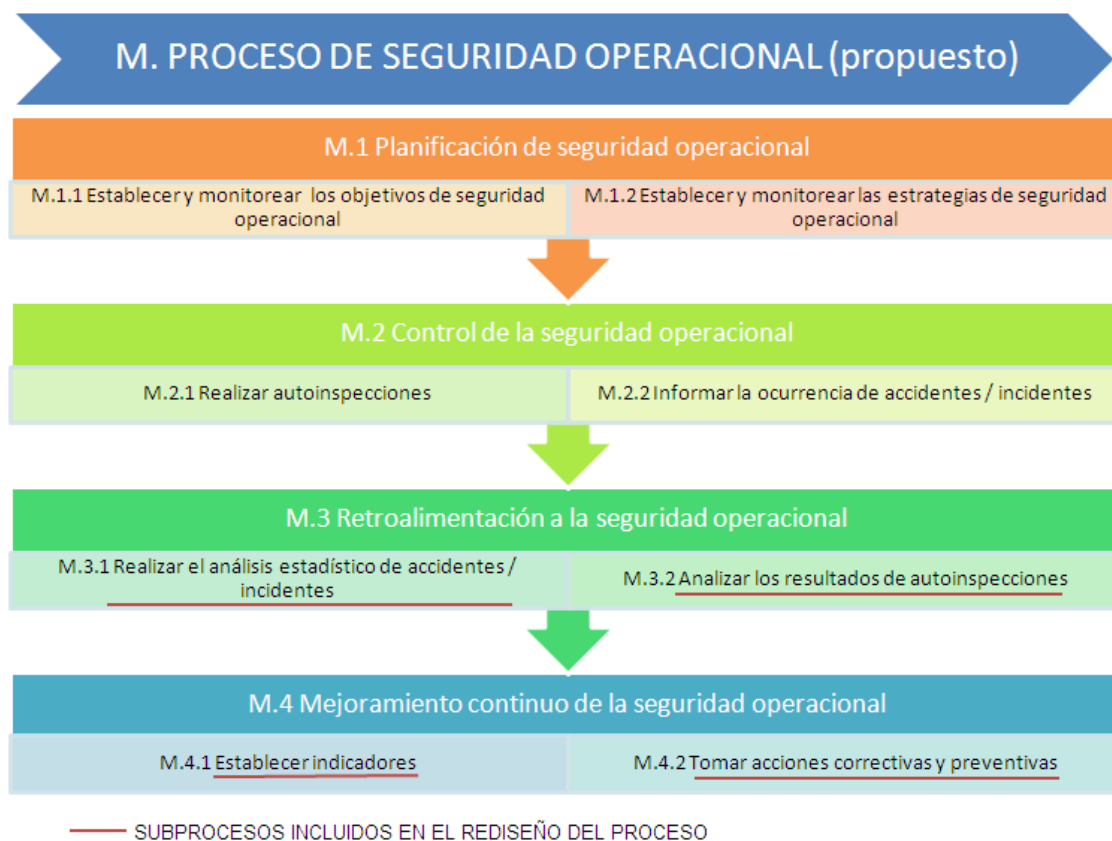 M. PROCESO DE SEGURIDAD OPERACIONAL (propuesto)
M.1 Planificación de seguridad operacional
M.1.1 Establecer y monitorear los objetivos de seguridad
operacional
M.1.2 Establecer y monitorear las estrategias de seguridad
operacional
M.2 Control de la seguridad operacional
M.2.1 Realizar autoinspecciones
M.2.2 Informar la ocurrencia de accidentes / incidentes
M.3 Retroalimentación a la seguridad operacional
M.3.1 Realizar el análisis estadístico de accidentes /
incidentes
M.3.2 Analizar los resultados de autoinspecciones
M.4 Mejoramiento continuo de la seguridad operacional
M.4.1 Establecer indicadores
M.4.2 Tomar acciones correctivas y preventivas
SUBPROCESOS INCLUIDOS EN EL REDISEÑO DEL PROCESO